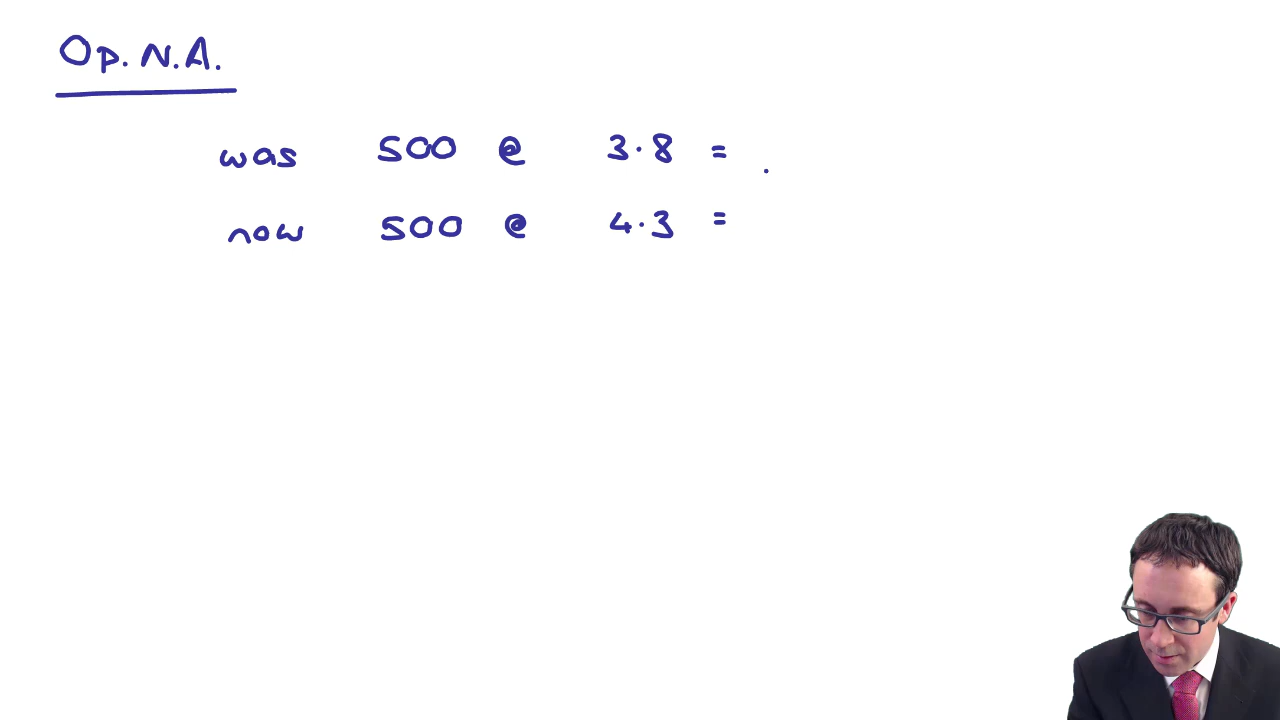 Op. N.A.
was 500 @ 3.8 =
now 500 @ 4.3 =